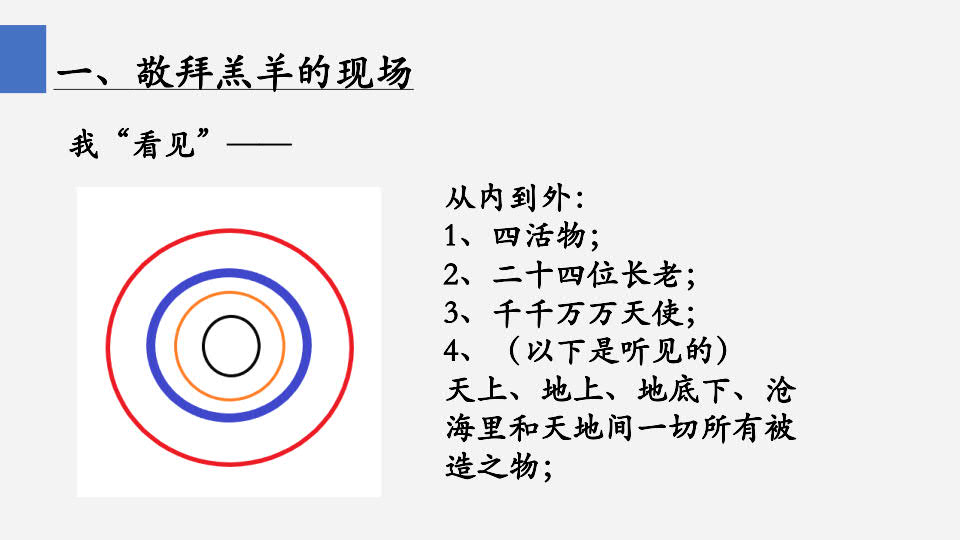 一、敬拜羔羊的现场
我“看见”——
从内到外：
1、四活物；
2、二十四位长老；
3、千千万万天使；
4、（以下是听见的）
天上、地上、地底下、沧
海里和天地间一切所有被
造之物；